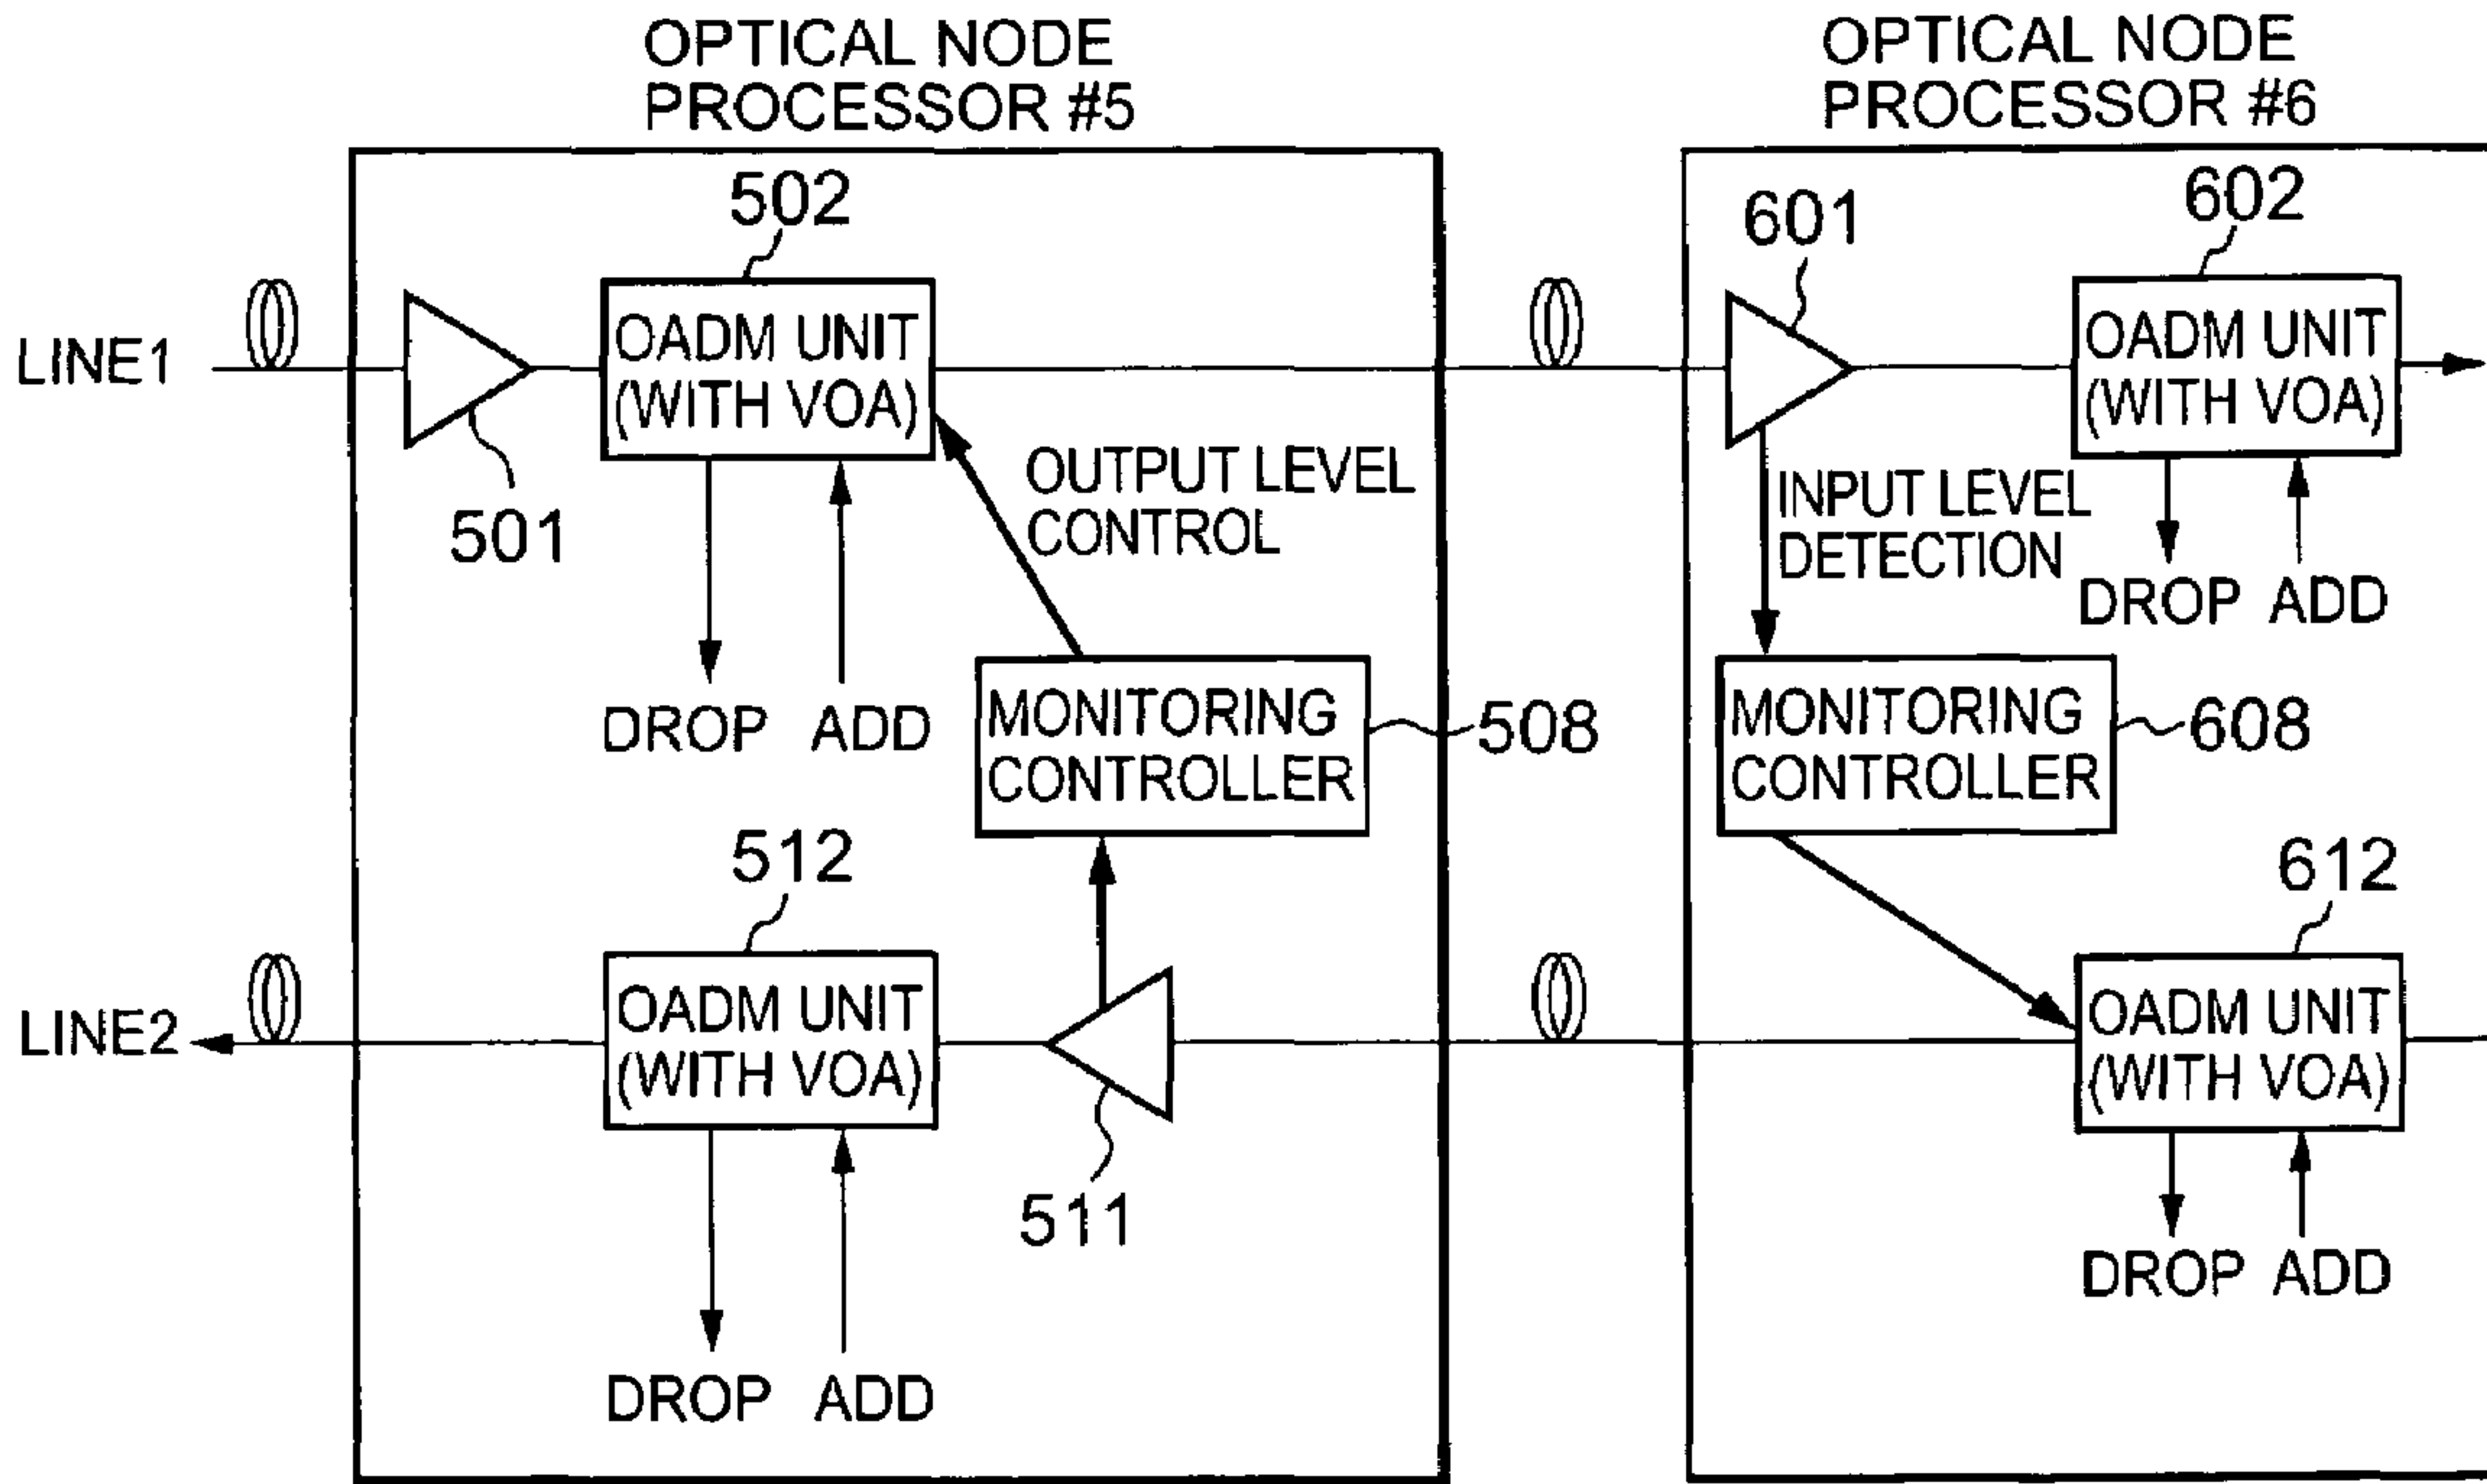 OPTICAL NODE
PROCESSOR #5
OPTICAL NODE
PROCESSOR #6
502
601
602
LINE1
OADM UNIT
(WITH VOA)
OADM UNIT
(WITH VOA)
501
OUTPUT LEVEL
CONTROL
INPUT LEVEL
DETECTION
DROP ADD
DROP ADD
MONITORING
CONTROLLER
508
MONITORING
CONTROLLER
608
512
612
LINE2
OADM UNIT
(WITH VOA)
OADM UNIT
(WITH VOA)
511
DROP ADD
DROP ADD